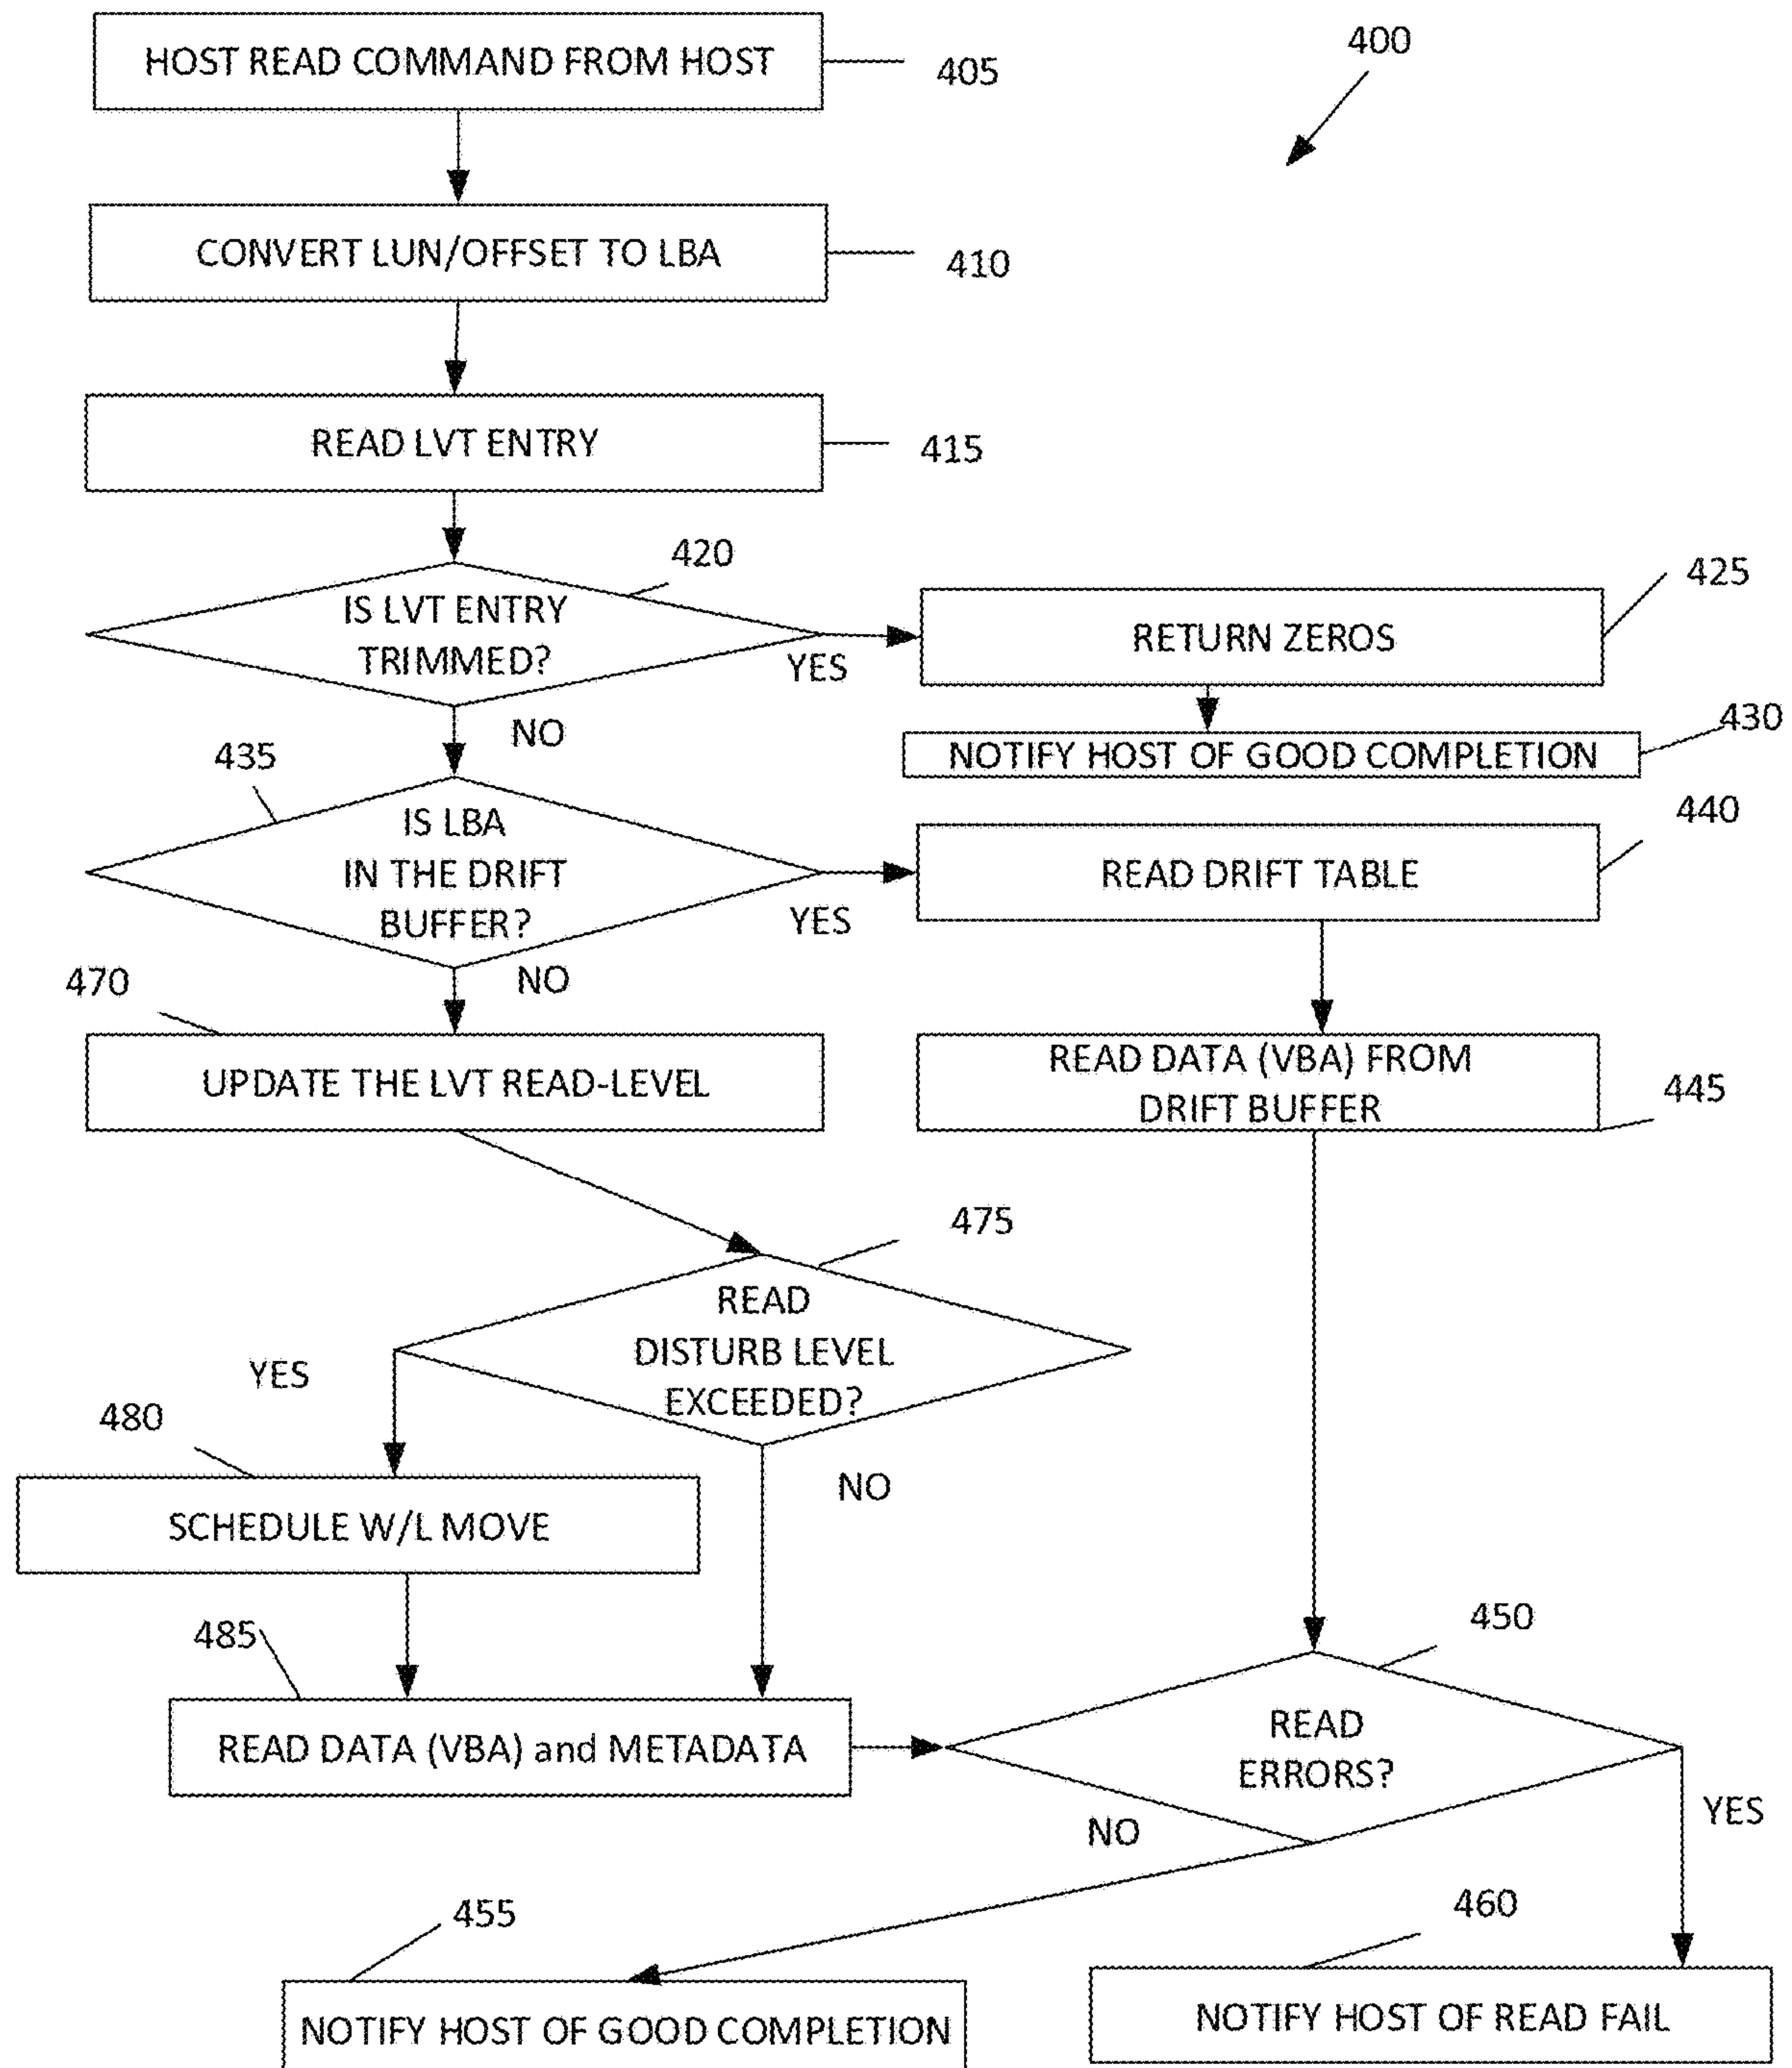 400
HOST READ COMMAND FROM HOST
405
CONVERT LUN/OFFSET TO LBA
410
READ LVT ENTRY
415
420
IS LVT ENTRY
TRIMMED?
YES
NO
425
RETURN ZEROS
430
NOTIFY HOST OF GOOD COMPLETION
435
IS LBA
IN THE DRIFT
BUFFER?
YES
NO
440
READ DRIFT TABLE
470
UPDATE THE LVT READ-LEVEL
READ DATA (VBA) FROM
DRIFT BUFFER
445
475
READ
DISTURB LEVEL
EXCEEDED?
YES
NO
480
SCHEDULE W/L MOVE
485
READ DATA (VBA) and METADATA
450
READ
ERRORS?
NO
YES
455
NOTIFY HOST OF GOOD COMPLETION
460
NOTIFY HOST OF READ FAIL